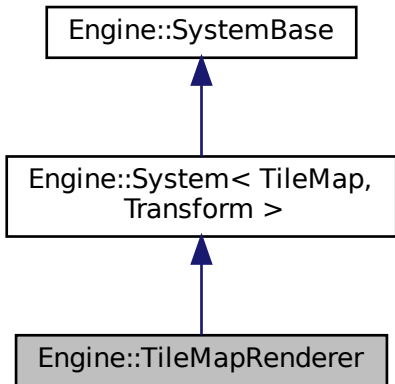 Engine::SystemBase
Engine::System< TileMap,
Transform >
Engine::TileMapRenderer